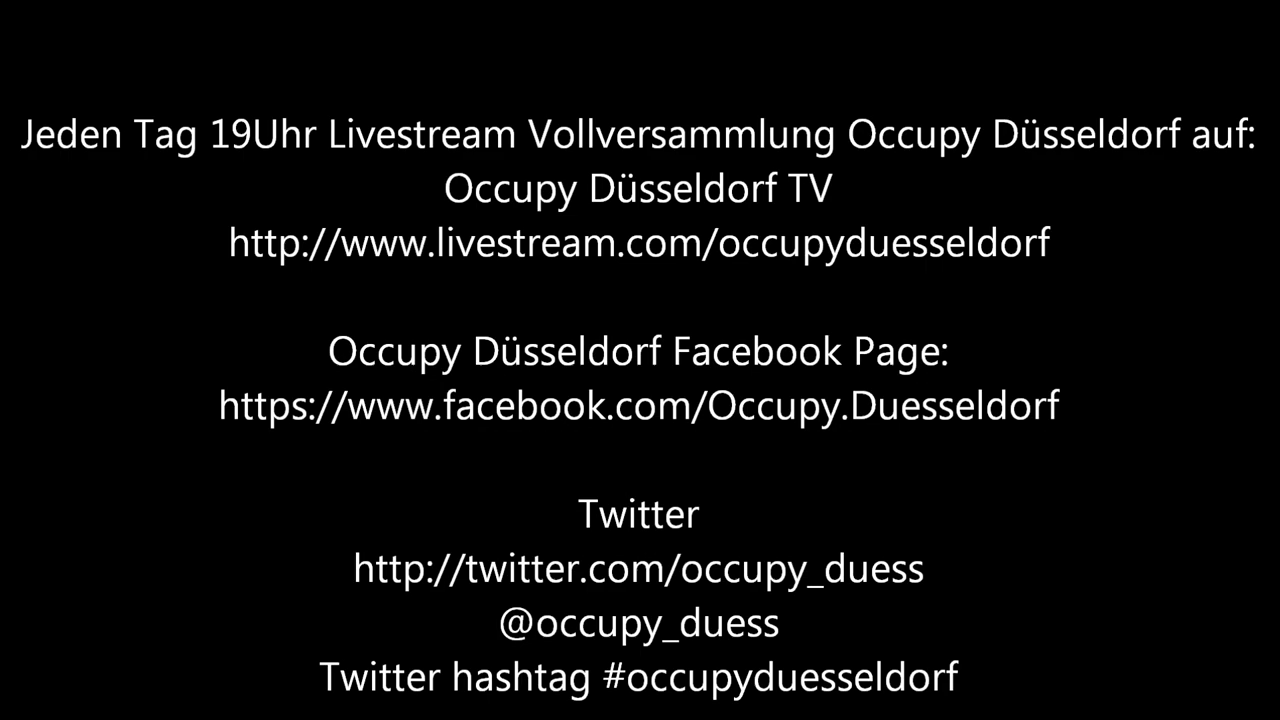 Jeden Tag 19Uhr Livestream Vollversammlung Occupy Düsseldorf auf:
Occupy Düsseldorf TV
http://www.livestream.com/occupyduesseldorf
Occupy Düsseldorf Facebook Page:
https://www.facebook.com/Occupy.Duesseldorf
Twitter
http://twitter.com/occupy_duess
@occupy_duess
Twitter hashtag #occupyduesseldorf